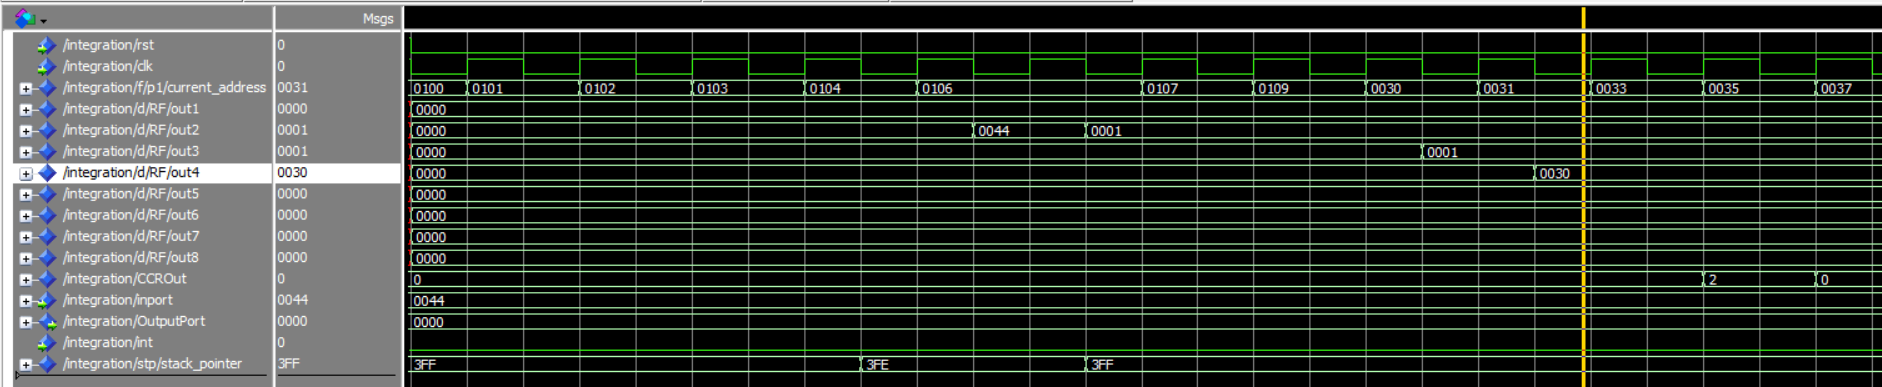 Msgs
/integration/rst 0
/integration/clk 0
/integration/f/p1/current_address 0031 0100 0101 0102 0103 0104 0106 0107 0109 0030 0031 0033 0035 0037
/integration/d/RF/out1 0000 0000
/integration/d/RF/out2 0001 0000 0044 0001
/integration/d/RF/out3 0001 0000 0001
/integration/d/RF/out4 0030 0000 0030
/integration/d/RF/out5 0000 0000
/integration/d/RF/out6 0000 0000
/integration/d/RF/out7 0000 0000
/integration/d/RF/out8 0000 0000
/integration/CCROut 0 0 2 0
/integration/inport 0044 0044
/integration/OutputPort 0000 0000
/integration/int 0
/integration/stp/stack_pointer 3FF 3FF 3FE 3FF